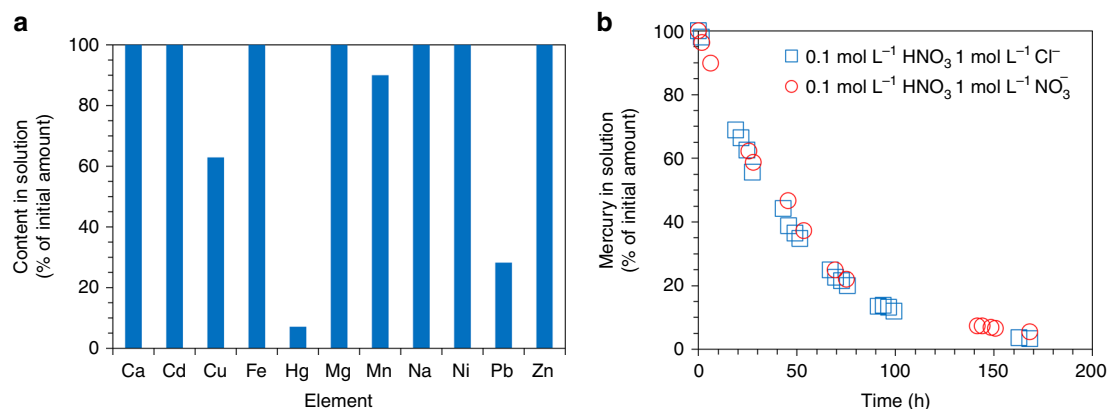 a
100
80
60
40
20
0
Content in solution
(% of initial amount)
Ca Cd Cu Fe Hg Mg Mn Na Ni Pb Zn
Element
b
100
80
60
40
20
0
Mercury in solution
(% of initial amount)
0.1 mol L⁻¹ HNO₃ 1 mol L⁻¹ Cl⁻
0.1 mol L⁻¹ HNO₃ 1 mol L⁻¹ NO₃⁻
0 50 100 150 200
Time (h)